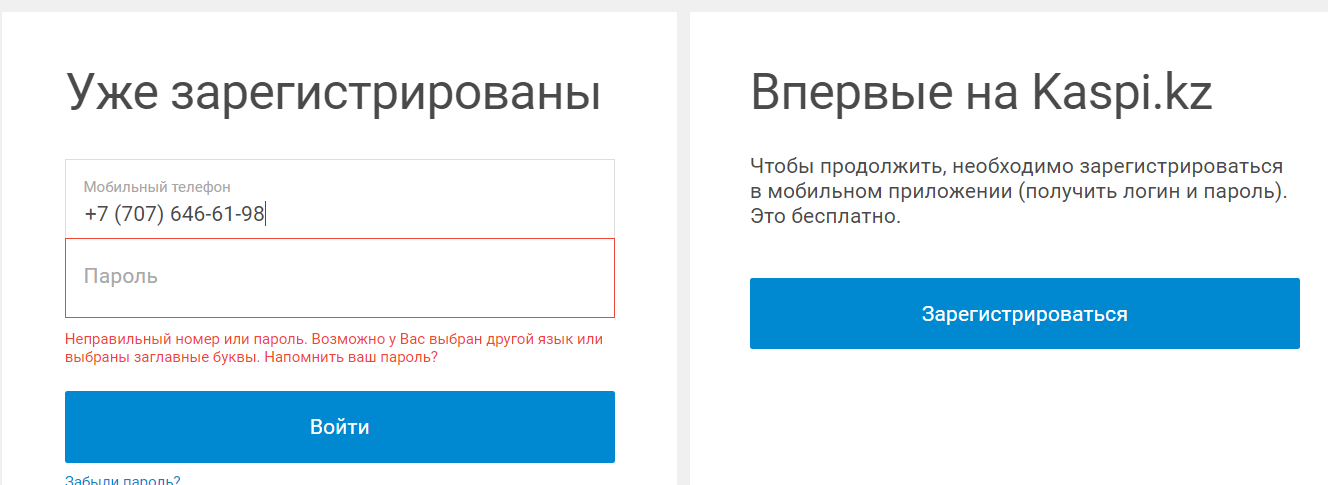 Уже зарегистрированы
Мобильный телефон
+7 (707) 646-61-98
Пароль
Неправильный номер или пароль. Возможно у Вас выбран другой язык или
выбраны заглавные буквы. Напомнить ваш пароль?
Войти
Забыли пароль?
Впервые на Kaspi.kz
Чтобы продолжить, необходимо зарегистрироваться
в мобильном приложении (получить логин и пароль).
Это бесплатно.
Зарегистрироваться